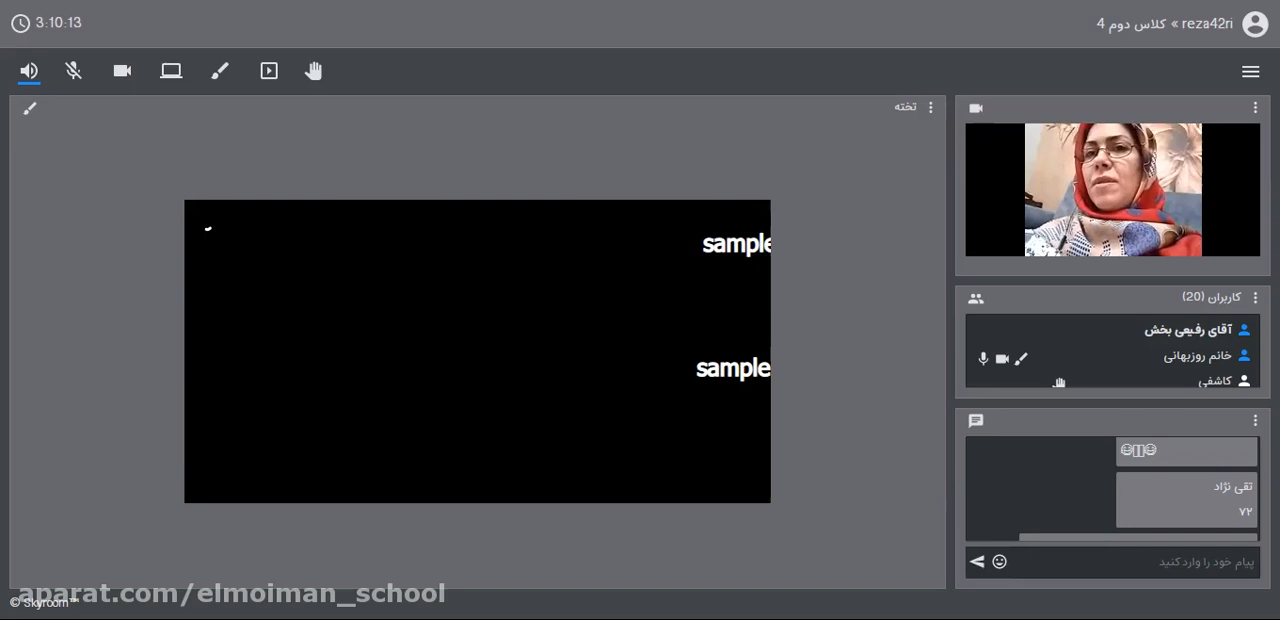 3:10:13
reza42ri » کلاس دوم 4
تخته
sample
sample
کاربران (20)
آقای رفیعی بخش
خانم روزبهانی
کاشفی
تقی نژاد
۷۲
پیام خود را وارد کنید
aparat.com/elmoiman_school
© Skyroom™